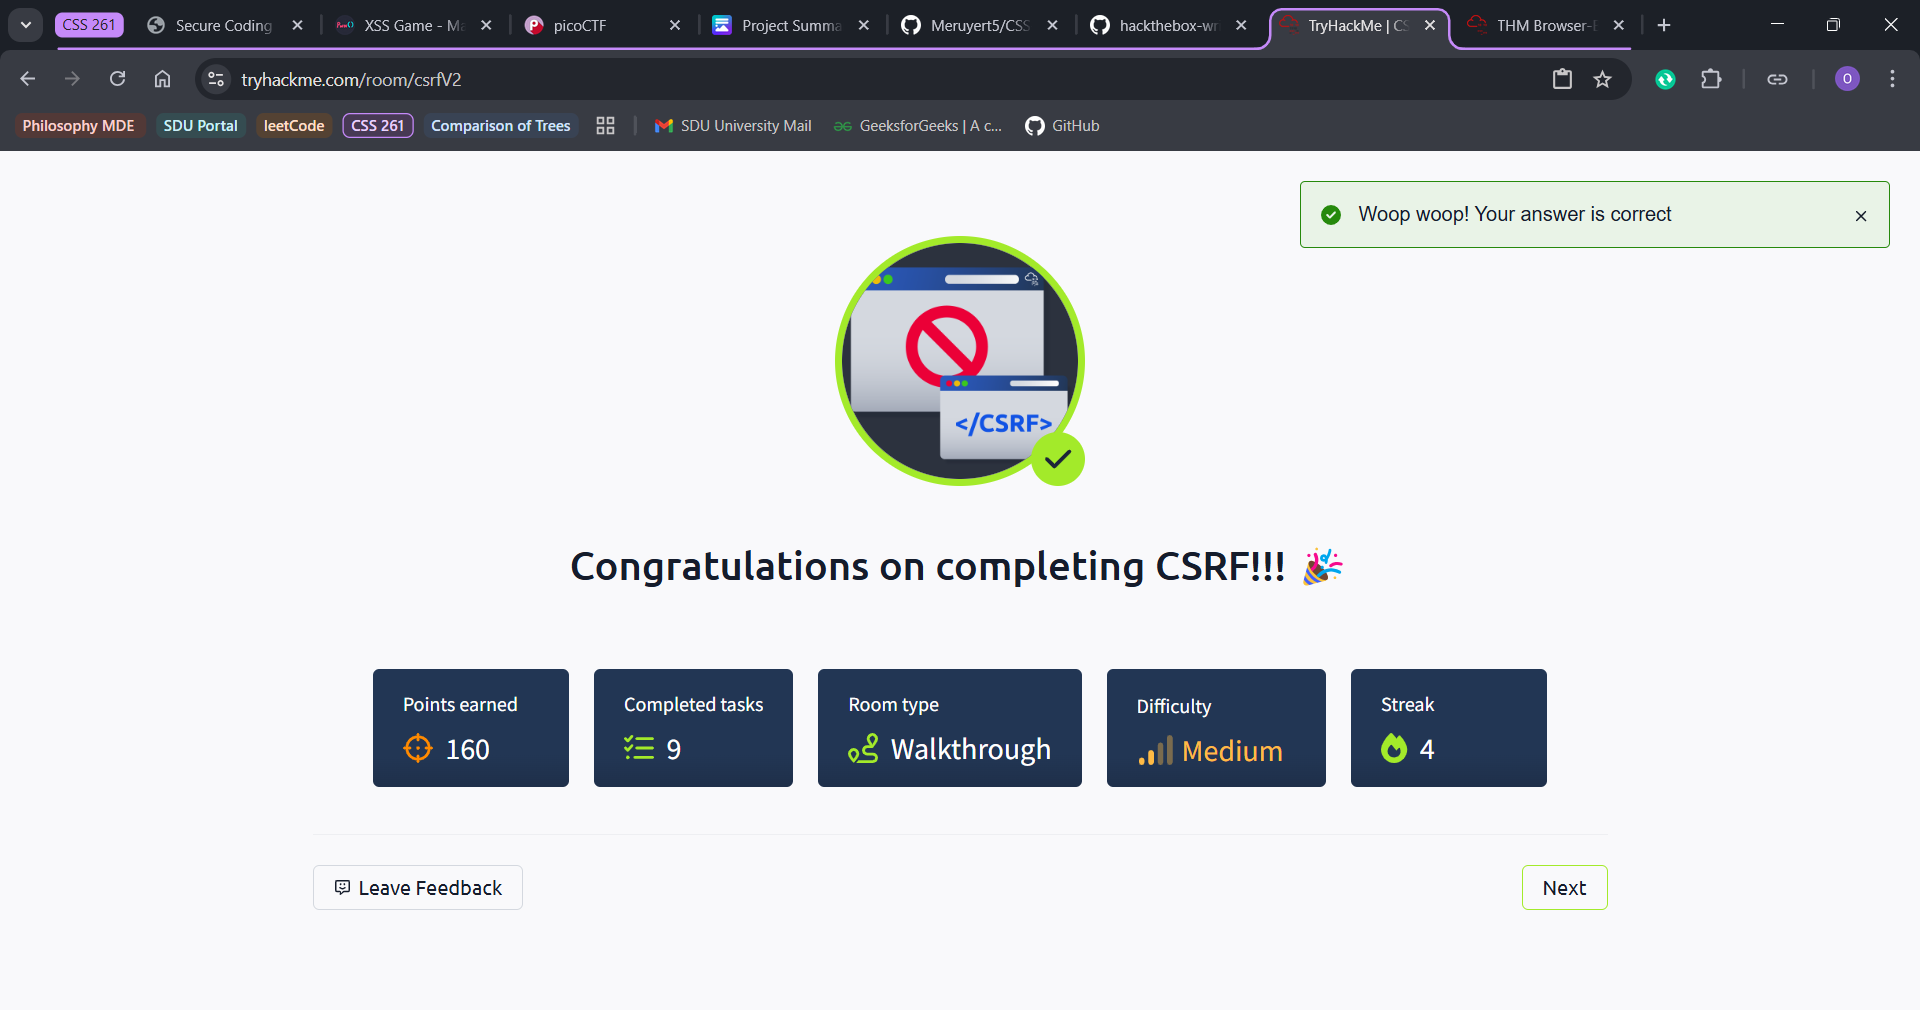 CSS 261
Secure Coding
XSS Game - Ma
picoCTF
Project Summa
Meruyert5/CSS
hackthebox-wr
TryHackMe | CS
THM Browser-
tryhackme.com/room/csrfV2
O
Philosophy MDE
SDU Portal
leetCode
CSS 261
Comparison of Trees
SDU University Mail
GeeksforGeeks | A c...
GitHub
Woop woop! Your answer is correct
</CSRF>
Congratulations on completing CSRF!!! 🎉
Points earned
160
Completed tasks
9
Room type
Walkthrough
Difficulty
Medium
Streak
4
Leave Feedback
Next